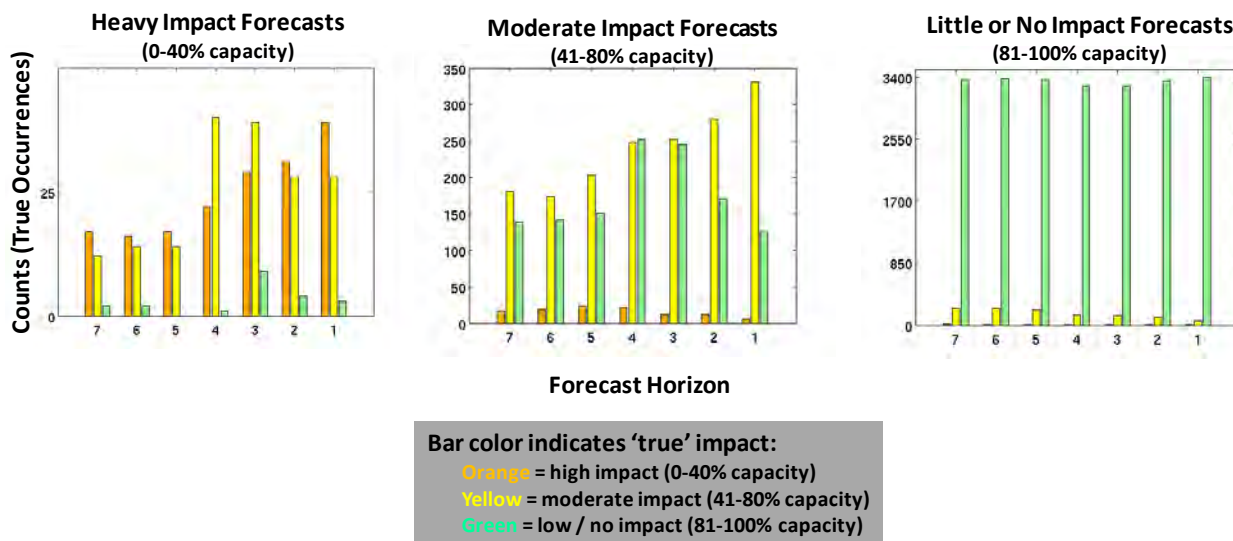 Heavy Impact Forecasts
(0-40% capacity)
Moderate Impact Forecasts
(41-80% capacity)
Little or No Impact Forecasts
(81-100% capacity)
Counts (True Occurrences)
25
0
7 6 5 4 3 2 1
350
300
250
200
150
100
50
0
7 6 5 4 3 2 1
3400
2550
1700
850
0
7 6 5 4 3 2 1
Forecast Horizon
Bar color indicates ‘true’ impact:
Orange = high impact (0-40% capacity)
Yellow = moderate impact (41-80% capacity)
Green = low / no impact (81-100% capacity)